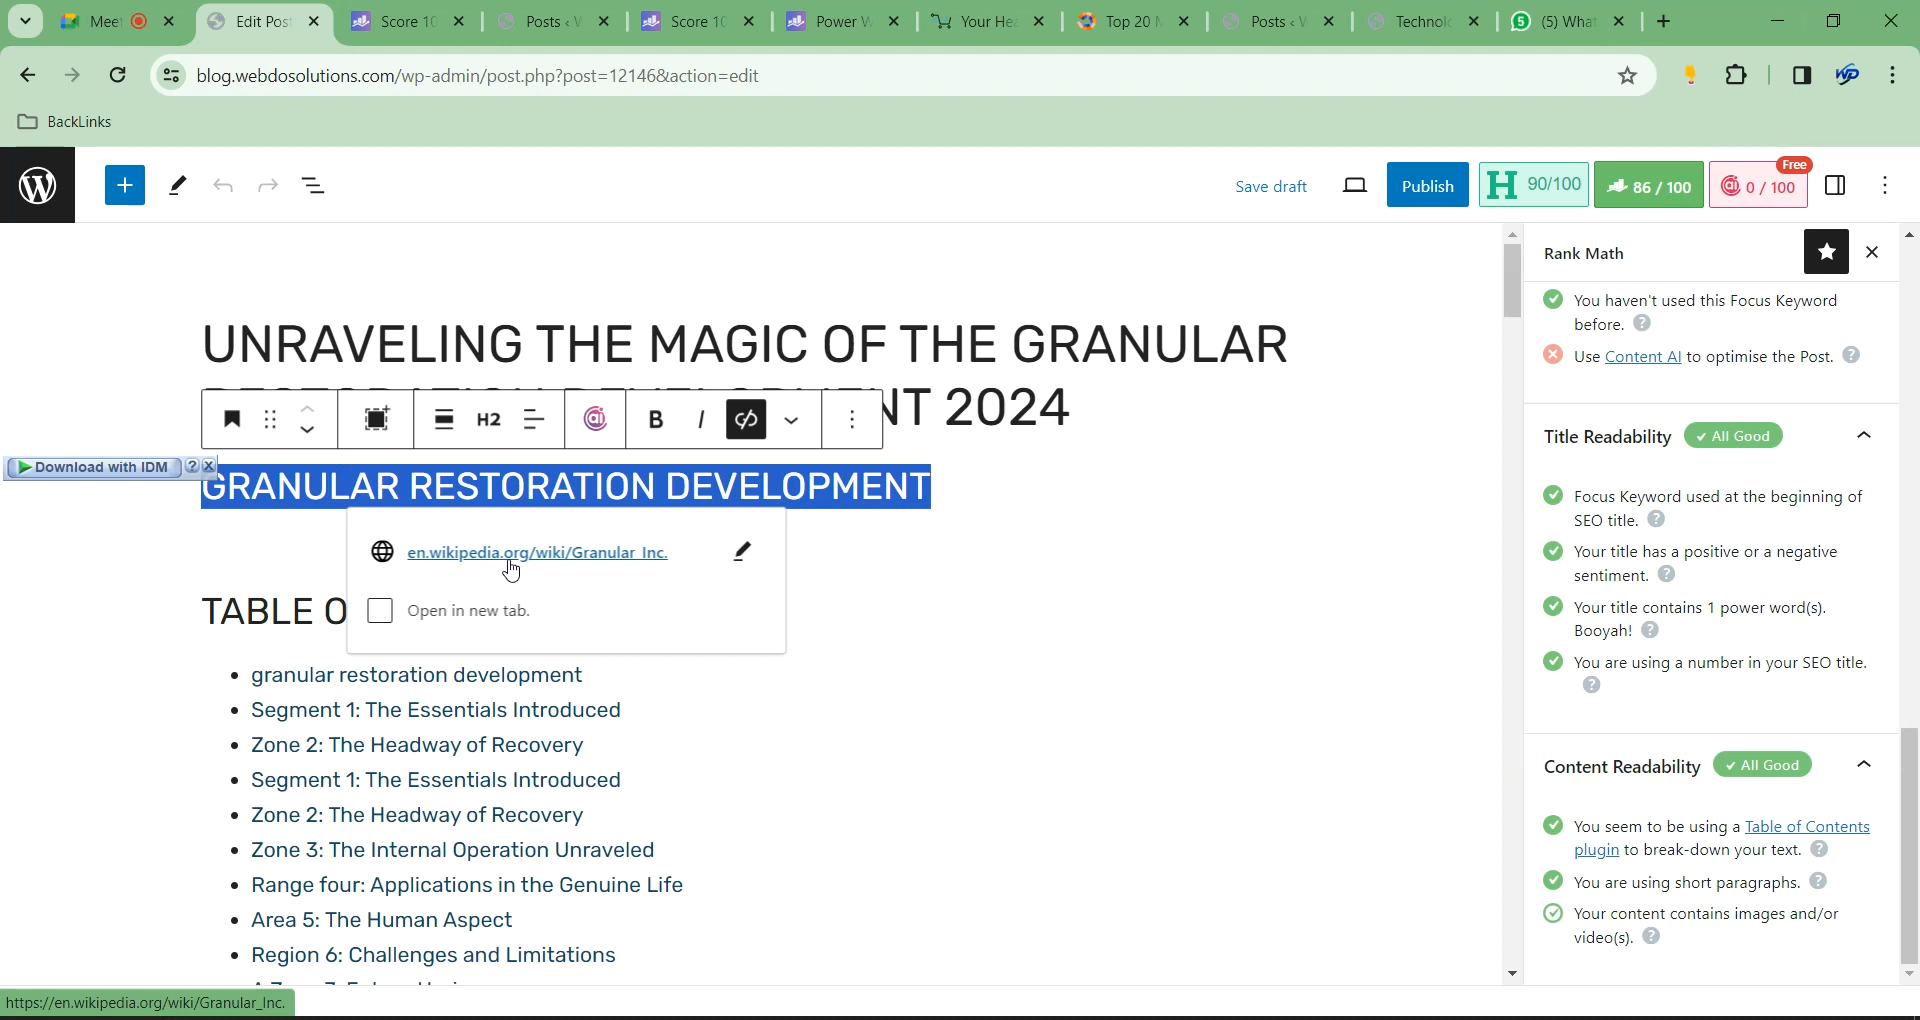 Meet
Edit Pos
Score 10
Posts ‹ W
Score 10
Power W
Your He
Top 20
Posts ‹ W
Technol
(5) What
blog.webdosolutions.com/wp-admin/post.php?post=12146&action=edit
BackLinks
Save draft
Publish
H 90/100
86 / 100
Free
ai 0 / 100
UNRAVELING THE MAGIC OF THE GRANULAR
NT 2024
H2
ai
B I
Download with IDM ? X
GRANULAR RESTORATION DEVELOPMENT
en.wikipedia.org/wiki/Granular_Inc.
Open in new tab.
TABLE O
• granular restoration development
• Segment 1: The Essentials Introduced
• Zone 2: The Headway of Recovery
• Segment 1: The Essentials Introduced
• Zone 2: The Headway of Recovery
• Zone 3: The Internal Operation Unraveled
• Range four: Applications in the Genuine Life
• Area 5: The Human Aspect
• Region 6: Challenges and Limitations
https://en.wikipedia.org/wiki/Granular_Inc.
Rank Math
You haven't used this Focus Keyword
before. ?
Use Content AI to optimise the Post. ?
Title Readability ✓ All Good
Focus Keyword used at the beginning of
SEO title. ?
Your title has a positive or a negative
sentiment. ?
Your title contains 1 power word(s).
Booyah! ?
You are using a number in your SEO title.
?
Content Readability ✓ All Good
You seem to be using a Table of Contents
plugin to break-down your text. ?
You are using short paragraphs. ?
Your content contains images and/or
video(s). ?